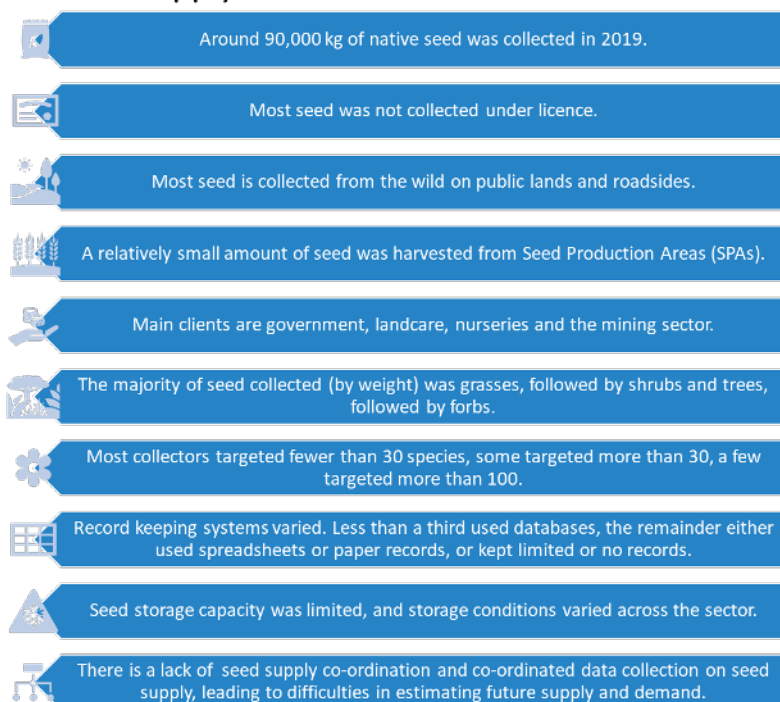 Around 90,000 kg of native seed was collected in 2019.
Most seed was not collected under licence.
Most seed is collected from the wild on public lands and roadsides.
A relatively small amount of seed was harvested from Seed Production Areas (SPAs).
Main clients are government, landcare, nurseries and the mining sector.
The majority of seed collected (by weight) was grasses, followed by shrubs and trees,
followed by forbs.
Most collectors targeted fewer than 30 species, some targeted more than 30, a few
targeted more than 100.
Record keeping systems varied. Less than a third used databases, the remainder either
used spreadsheets or paper records, or kept limited or no records.
Seed storage capacity was limited, and storage conditions varied across the sector.
There is a lack of seed supply co-ordination and co-ordinated data collection on seed
supply, leading to difficulties in estimating future supply and demand.